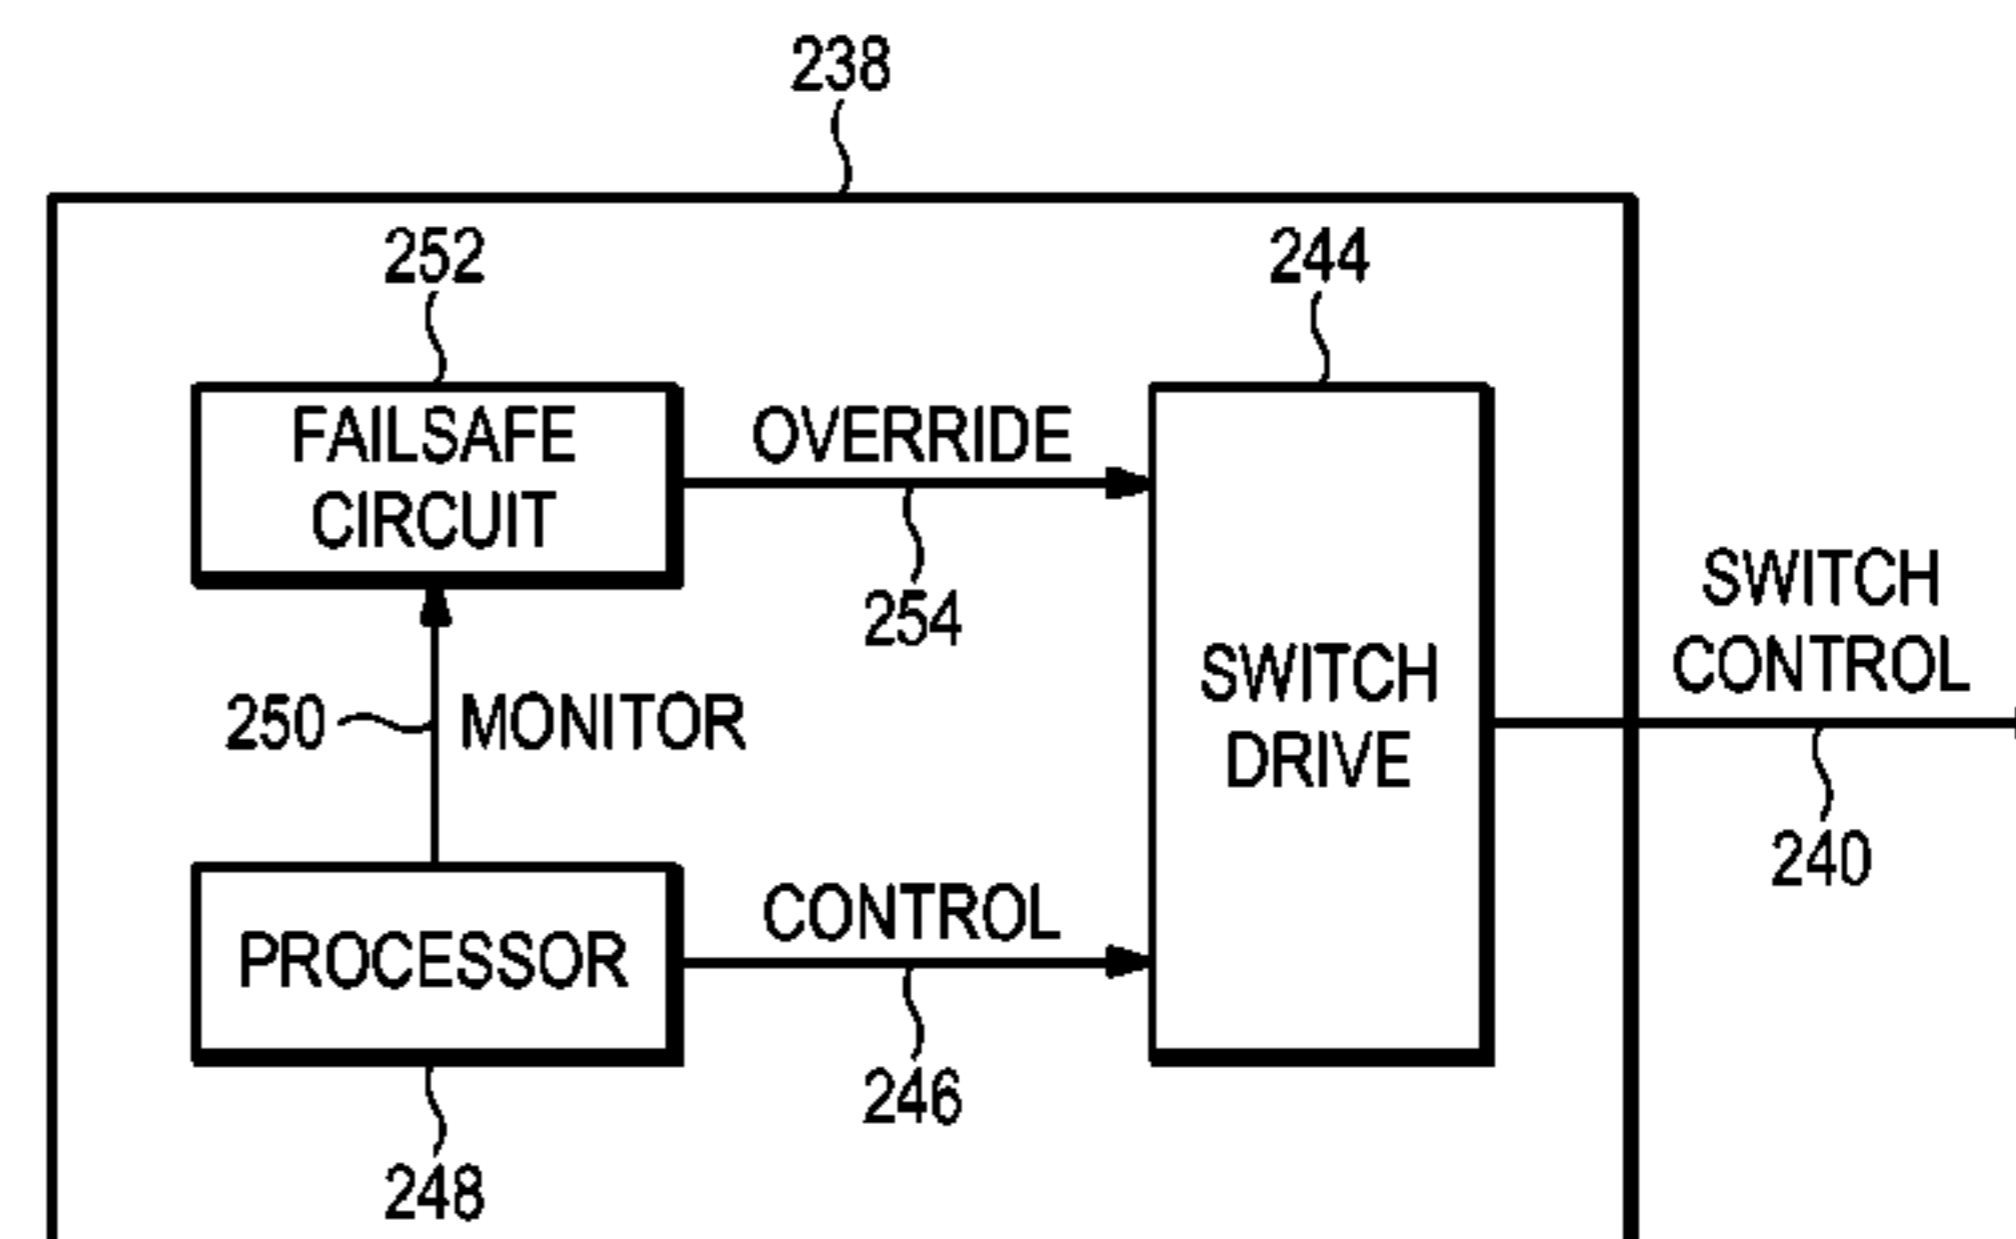 238
252
244
FAILSAFE
CIRCUIT
OVERRIDE
254
SWITCH
CONTROL
SWITCH
DRIVE
250
MONITOR
240
PROCESSOR
CONTROL
246
248